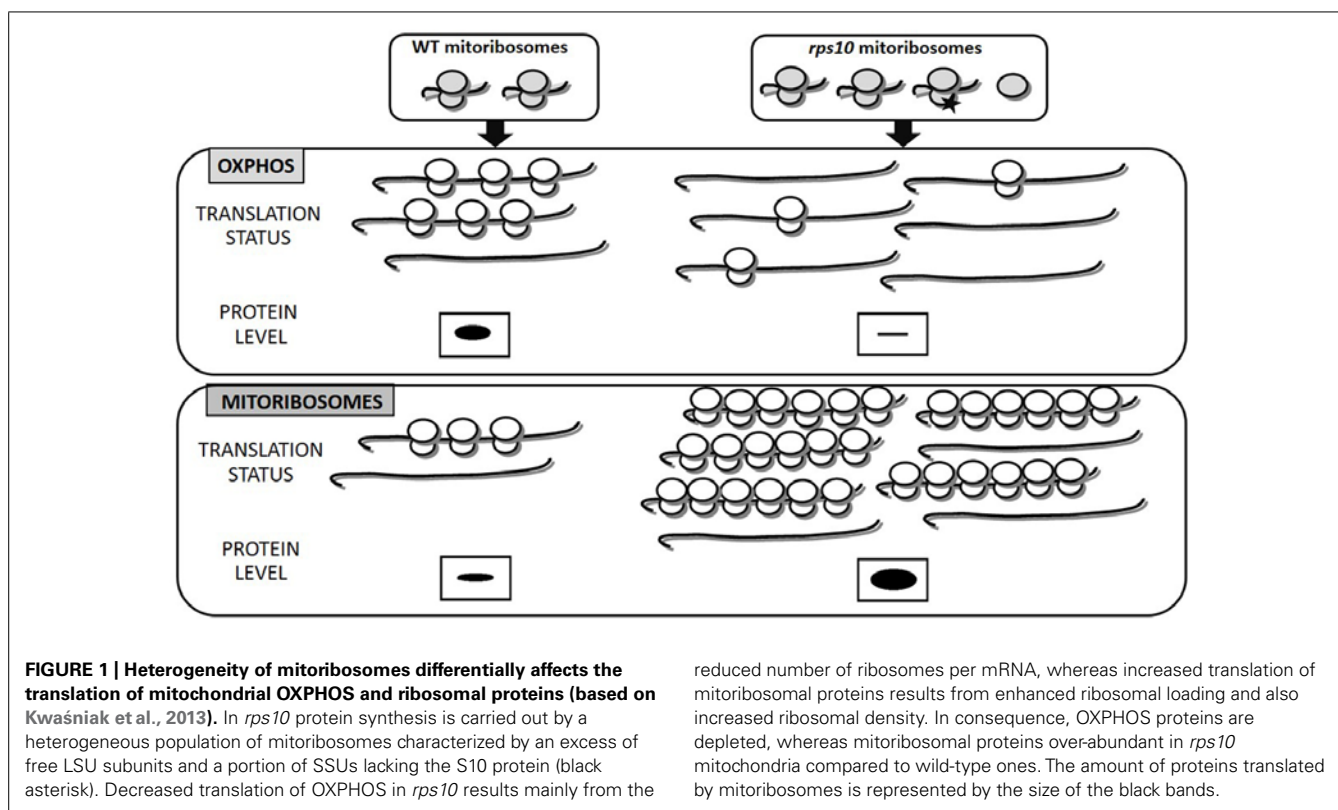 WT mitoribosomes
rps10 mitoribosomes
OXPHOS
TRANSLATION
STATUS
PROTEIN
LEVEL
MITORIBOSOMES
TRANSLATION
STATUS
PROTEIN
LEVEL
FIGURE 1 | Heterogeneity of mitoribosomes differentially affects the
translation of mitochondrial OXPHOS and ribosomal proteins (based on
Kwaśniak et al., 2013). In rps10 protein synthesis is carried out by a
heterogeneous population of mitoribosomes characterized by an excess of
free LSU subunits and a portion of SSUs lacking the S10 protein (black
asterisk). Decreased translation of OXPHOS in rps10 results mainly from the
reduced number of ribosomes per mRNA, whereas increased translation of
mitoribosomal proteins results from enhanced ribosomal loading and also
increased ribosomal density. In consequence, OXPHOS proteins are
depleted, whereas mitoribosomal proteins over-abundant in rps10
mitochondria compared to wild-type ones. The amount of proteins translated
by mitoribosomes is represented by the size of the black bands.